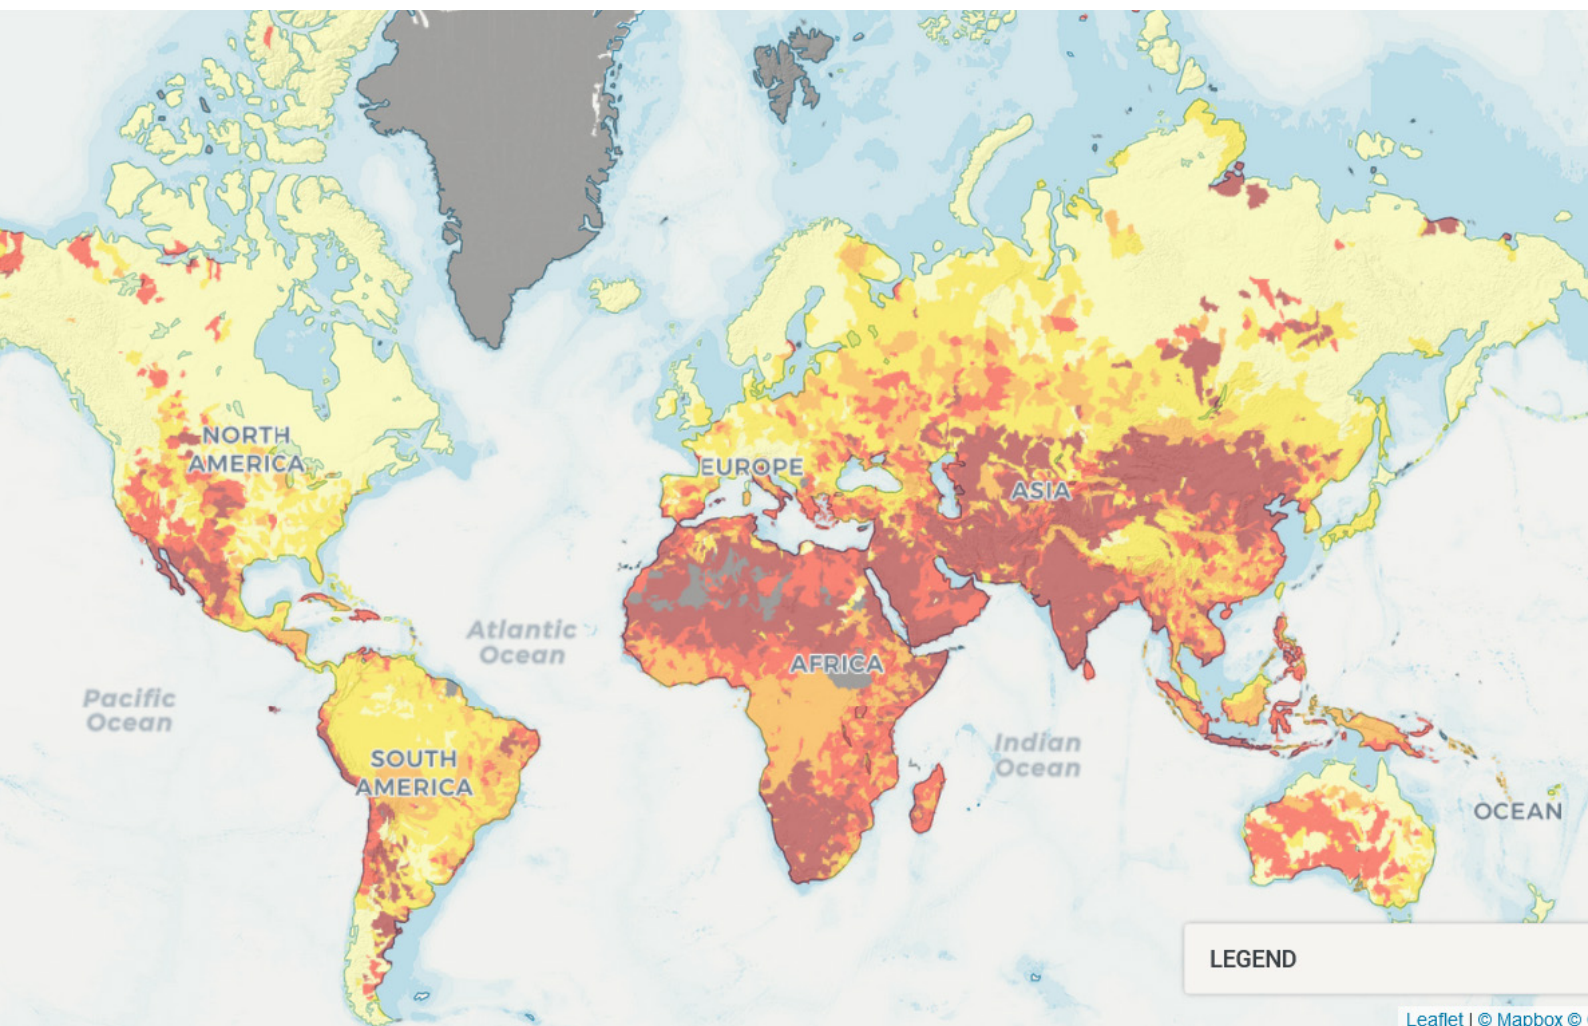 NORTH
AMERICA
EUROPE
ASIA
Atlantic
Ocean
AFRICA
Pacific
Ocean
SOUTH
AMERICA
Indian
Ocean
OCEAN
LEGEND
Leaflet | © Mapbox ©